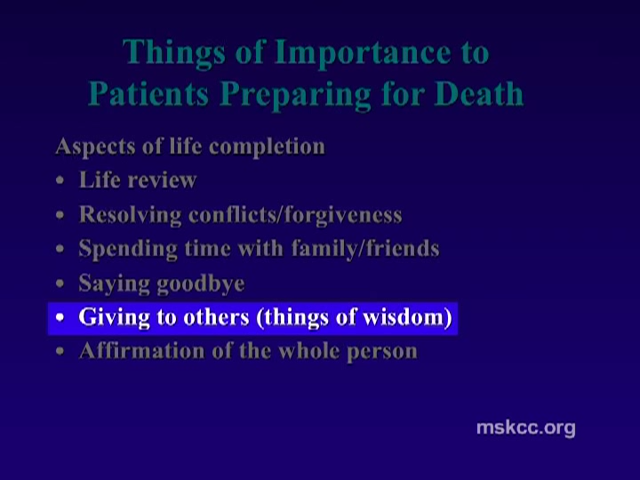 Things of Importance to
Patients Preparing for Death
Aspects of life completion
• Life review
• Resolving conflicts/forgiveness
• Spending time with family/friends
• Saying goodbye
• Giving to others (things of wisdom)
• Affirmation of the whole person
mskcc.org